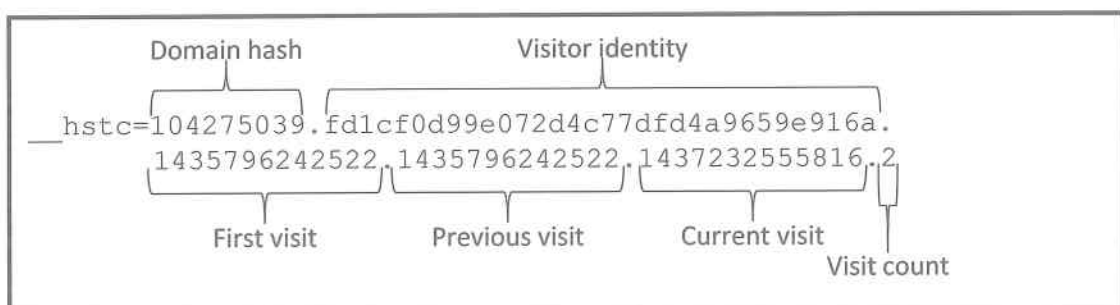 Domain hash Visitor identity
__hstc=104275039.fd1cf0d99e072d4c77dfd4a9659e916a.
1435796242522.1435796242522.1437232555816.2
First visit Previous visit Current visit
Visit count